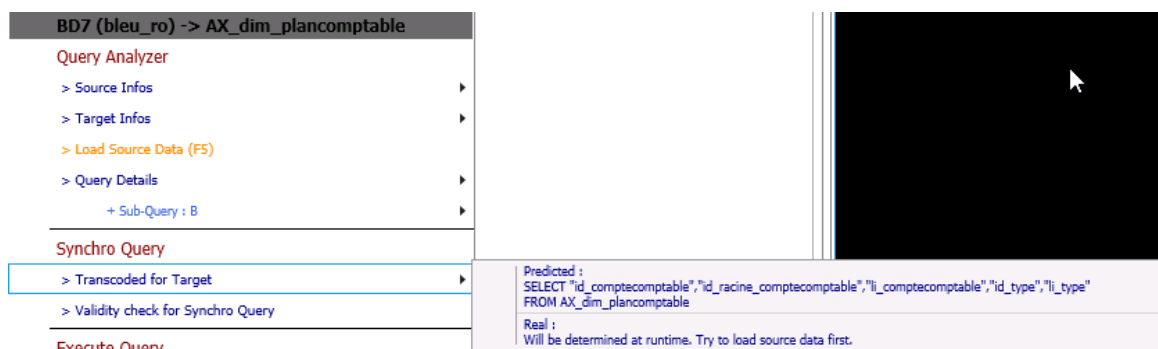 BD7 (bleu_ro) -> AX_dim_plancomptable
Query Analyzer
> Source Infos
> Target Infos
> Load Source Data (F5)
> Query Details
+ Sub-Query : B
Synchro Query
> Transcoded for Target
> Validity check for Synchro Query
Execute Query
Predicted :
SELECT "id_comptecomptable","id_racine_comptecomptable","li_comptecomptable","id_type","li_type"
FROM AX_dim_plancomptable
Real :
Will be determined at runtime. Try to load source data first.